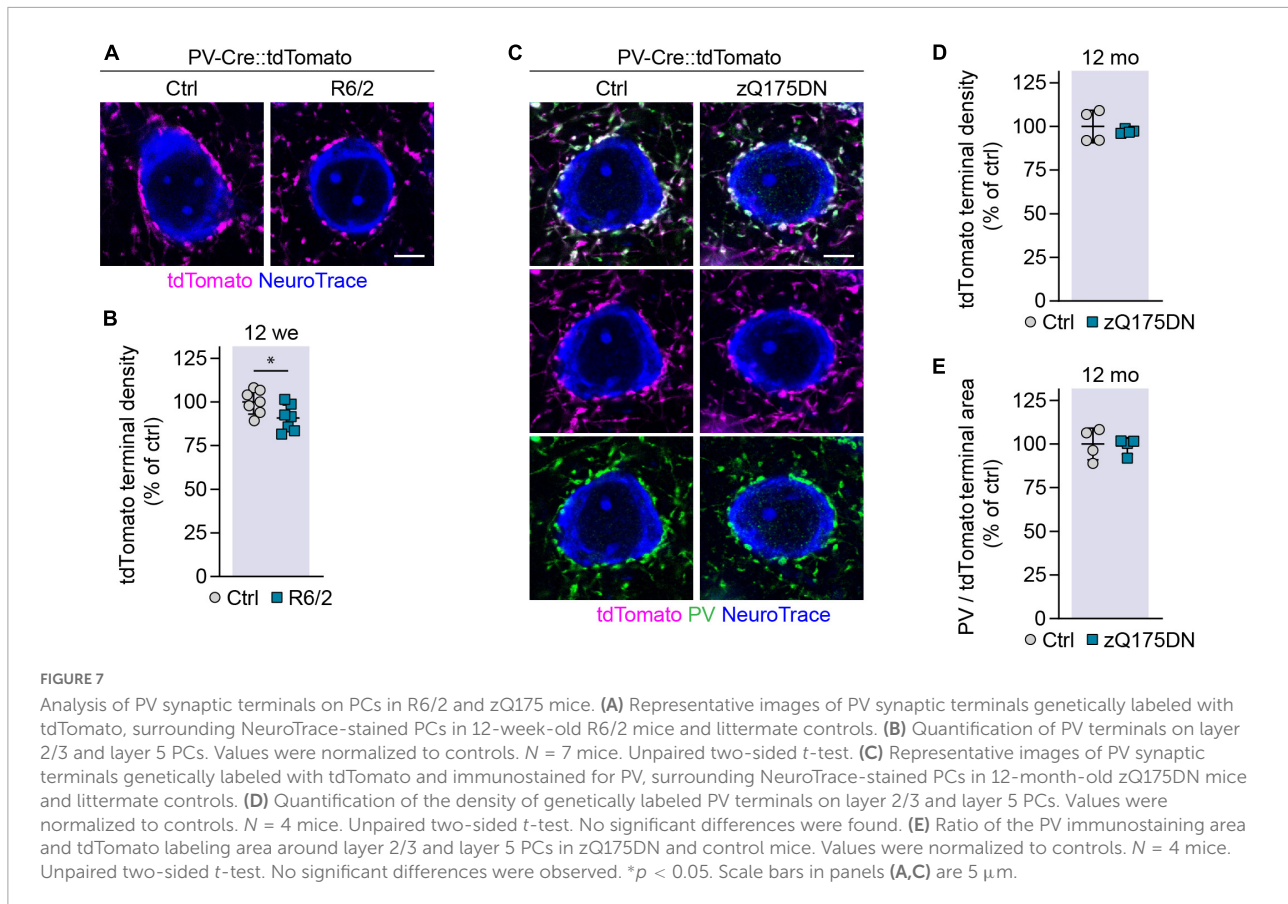 A
PV-Cre::tdTomato
Ctrl R6/2
tdTomato NeuroTrace
B
12 we
tdTomato terminal density
(% of ctrl)
125
100
75
50
25
0
*
Ctrl R6/2
C
PV-Cre::tdTomato
Ctrl zQ175DN
tdTomato PV NeuroTrace
D
12 mo
tdTomato terminal density
(% of ctrl)
125
100
75
50
25
0
Ctrl zQ175DN
E
12 mo
PV / tdTomato terminal area
(% of ctrl)
125
100
75
50
25
0
Ctrl zQ175DN
FIGURE 7
Analysis of PV synaptic terminals on PCs in R6/2 and zQ175 mice. (A) Representative images of PV synaptic terminals genetically labeled with
tdTomato, surrounding NeuroTrace-stained PCs in 12-week-old R6/2 mice and littermate controls. (B) Quantification of PV terminals on layer
2/3 and layer 5 PCs. Values were normalized to controls. N = 7 mice. Unpaired two-sided t-test. (C) Representative images of PV synaptic
terminals genetically labeled with tdTomato and immunostained for PV, surrounding NeuroTrace-stained PCs in 12-month-old zQ175DN mice
and littermate controls. (D) Quantification of the density of genetically labeled PV terminals on layer 2/3 and layer 5 PCs. Values were
normalized to controls. N = 4 mice. Unpaired two-sided t-test. No significant differences were found. (E) Ratio of the PV immunostaining area
and tdTomato labeling area around layer 2/3 and layer 5 PCs in zQ175DN and control mice. Values were normalized to controls. N = 4 mice.
Unpaired two-sided t-test. No significant differences were observed. *p < 0.05. Scale bars in panels (A,C) are 5 μm.